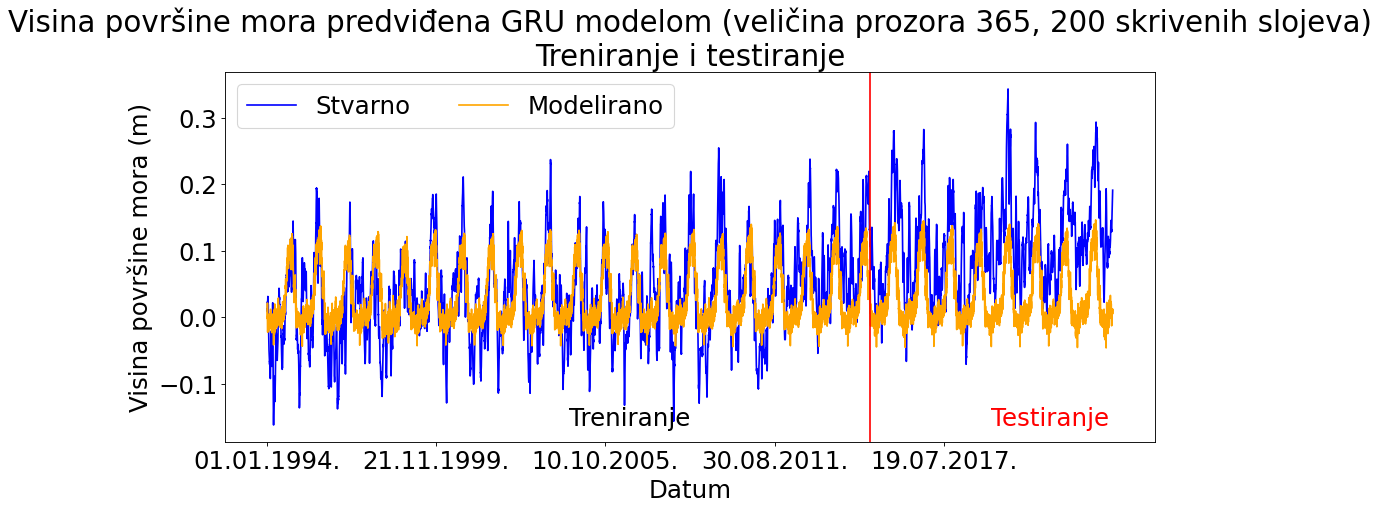 Visina površine mora predviđena GRU modelom (veličina prozora 365, 200 skrivenih slojeva)
Treniranje i testiranje
Stvarno
Modelirano
Visina površine mora (m)
0.3
0.2
0.1
0.0
−0.1
Treniranje
Testiranje
01.01.1994.
21.11.1999.
10.10.2005.
30.08.2011.
19.07.2017.
Datum